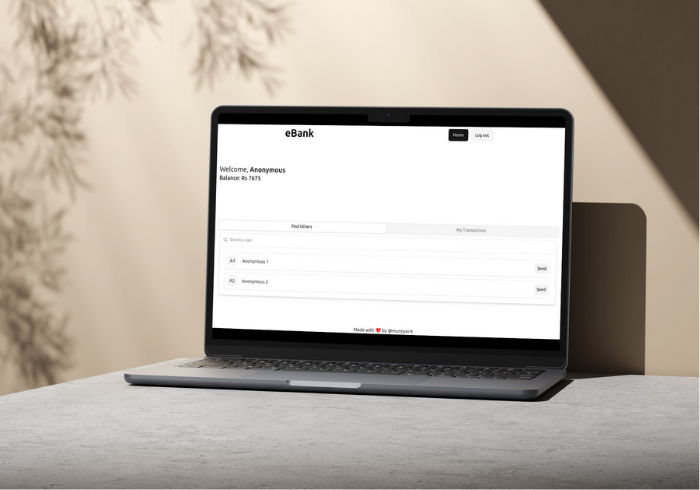 eBank
Home Log out
Welcome, Anonymous
Balance: Rs 7675
Find Others My Transactions
Search a user
A1 Anonymous 1 Send
A2 Anonymous 2 Send
Made with ❤️ by @muntasir4